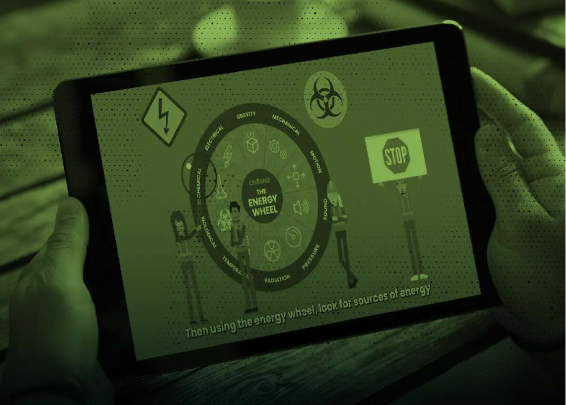 GRAVITY
MECHANICAL
MOTION
SOUND
PRESSURE
RADIATION
BIOLOGICAL
CHEMICAL
ELECTRICAL
THE
ENERGY
WHEEL
STOP
Then using the energy wheel, look for sources of energy